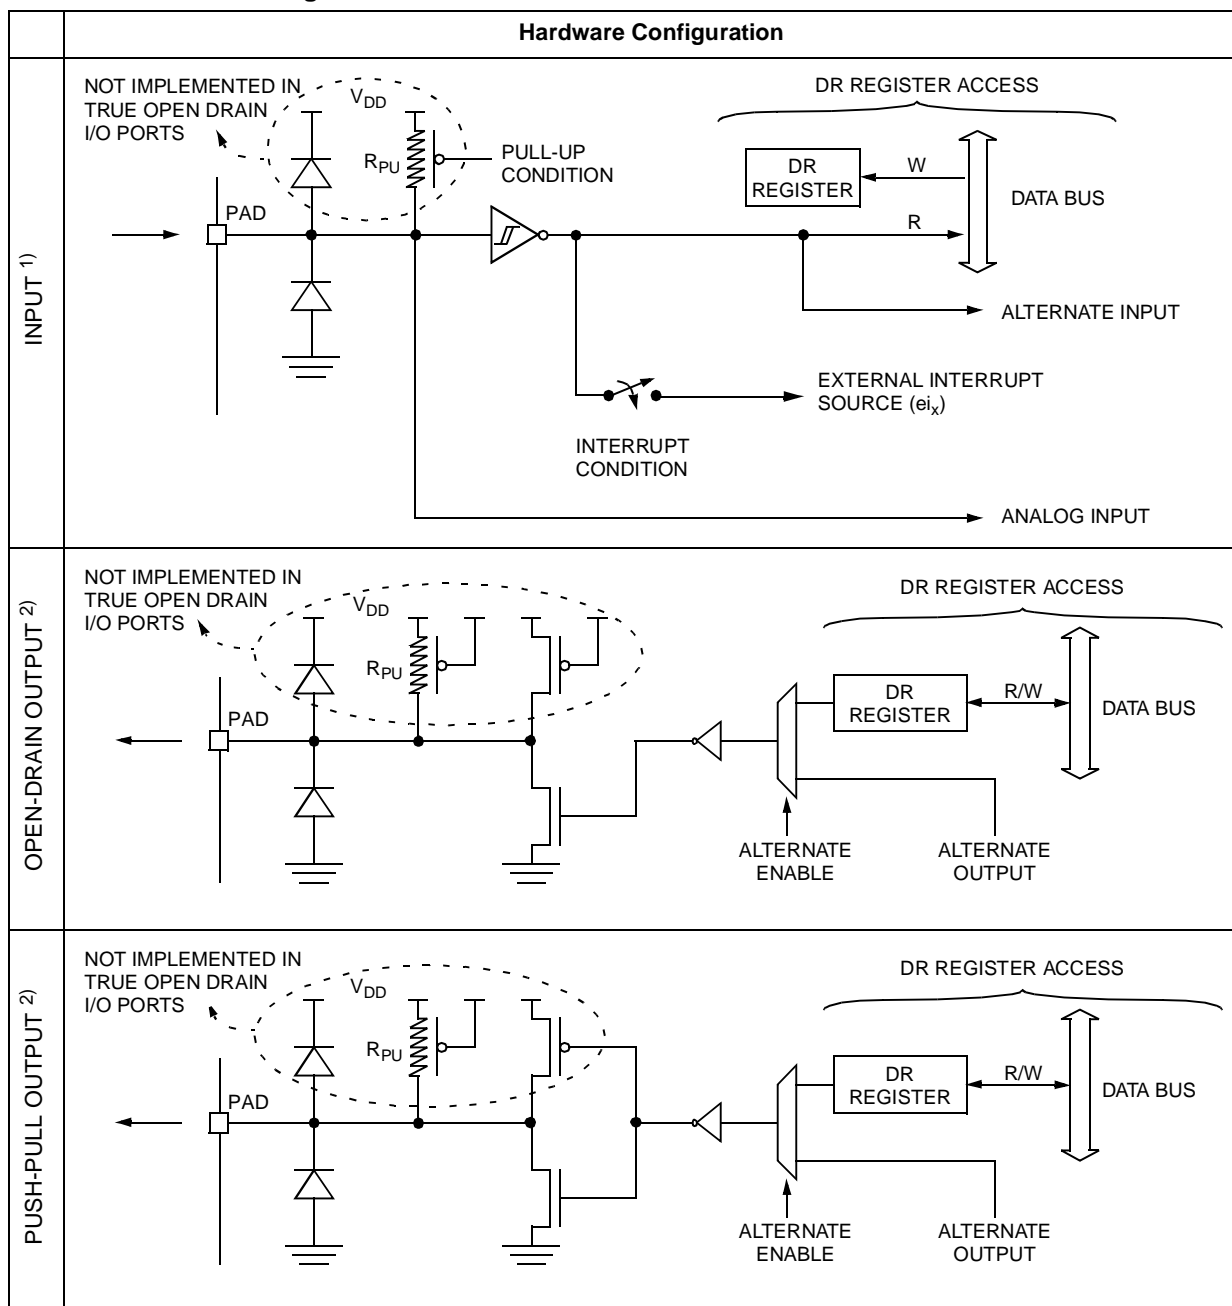 Hardware Configuration
INPUT 1)
NOT IMPLEMENTED IN
TRUE OPEN DRAIN
I/O PORTS
VDD
RPU
PULL-UP
CONDITION
PAD
DR REGISTER ACCESS
DR
REGISTER
W
R
DATA BUS
ALTERNATE INPUT
EXTERNAL INTERRUPT
SOURCE (eix)
INTERRUPT
CONDITION
ANALOG INPUT
OPEN-DRAIN OUTPUT 2)
NOT IMPLEMENTED IN
TRUE OPEN DRAIN
I/O PORTS
VDD
RPU
PAD
DR REGISTER ACCESS
DR
REGISTER
R/W
DATA BUS
ALTERNATE
ENABLE
ALTERNATE
OUTPUT
PUSH-PULL OUTPUT 2)
NOT IMPLEMENTED IN
TRUE OPEN DRAIN
I/O PORTS
VDD
RPU
PAD
DR REGISTER ACCESS
DR
REGISTER
R/W
DATA BUS
ALTERNATE
ENABLE
ALTERNATE
OUTPUT